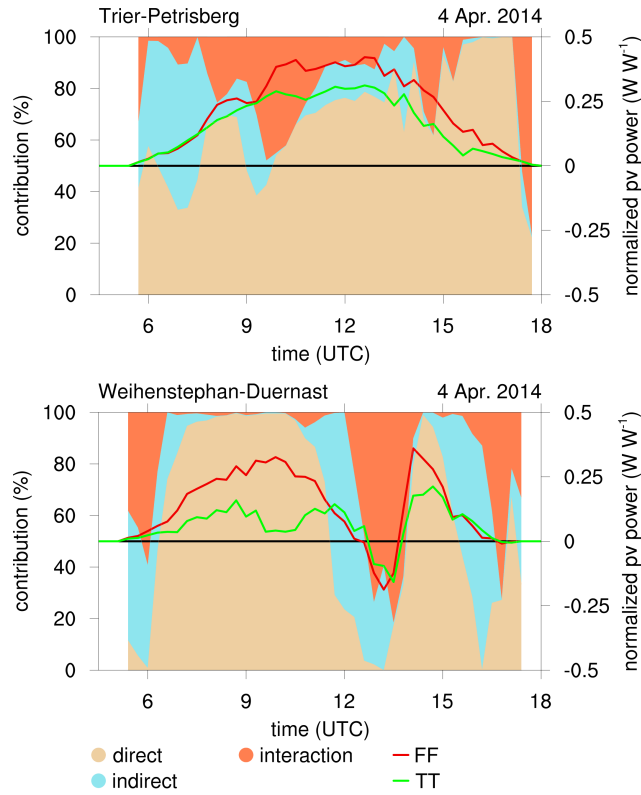 Trier-Petrisberg 4 Apr. 2014
100 0.5
80 0.25
60
40 0
20 -0.25
0 -0.5
contribution (%)
normalized pv power (W W⁻¹)
6 9 12 15 18
time (UTC)
Weihenstephan-Duernast 4 Apr. 2014
100 0.5
80 0.25
60
40 0
20 -0.25
0 -0.5
contribution (%)
normalized pv power (W W⁻¹)
6 9 12 15 18
time (UTC)
direct interaction FF
indirect TT